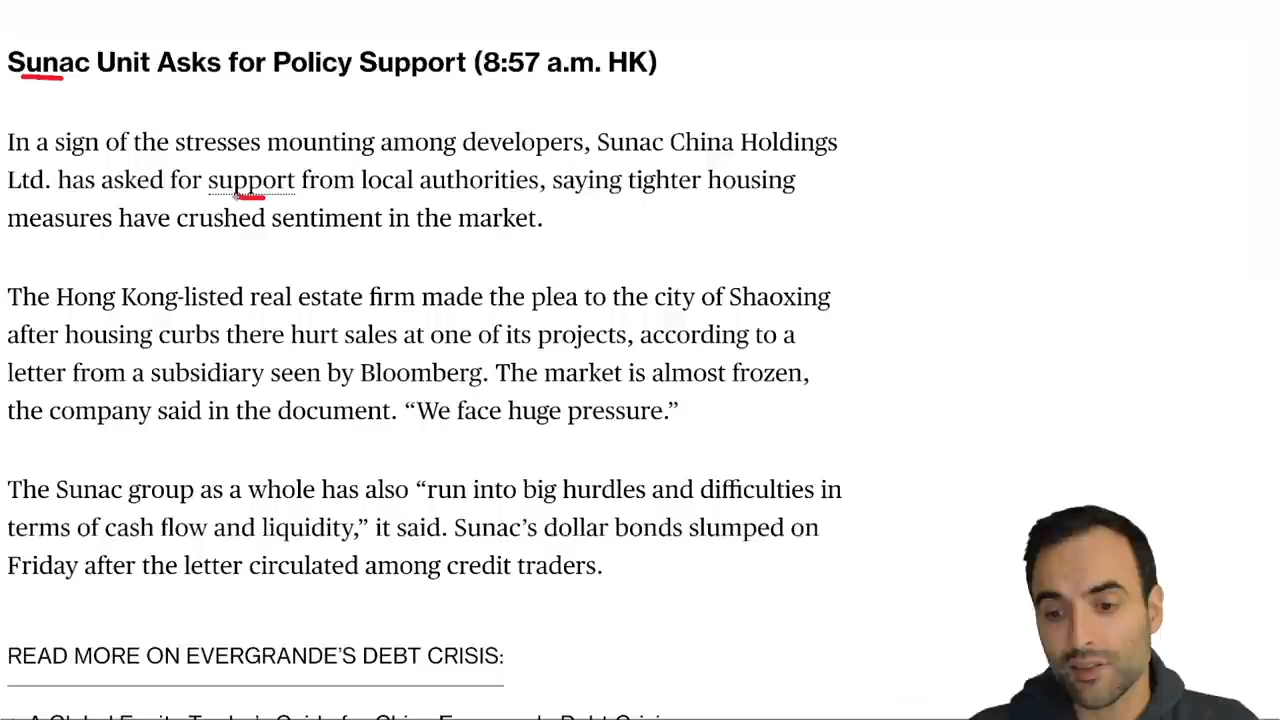 Sunac Unit Asks for Policy Support (8:57 a.m. HK)
In a sign of the stresses mounting among developers, Sunac China Holdings
Ltd. has asked for support from local authorities, saying tighter housing
measures have crushed sentiment in the market.
The Hong Kong-listed real estate firm made the plea to the city of Shaoxing
after housing curbs there hurt sales at one of its projects, according to a
letter from a subsidiary seen by Bloomberg. The market is almost frozen,
the company said in the document. “We face huge pressure.”
The Sunac group as a whole has also “run into big hurdles and difficulties in
terms of cash flow and liquidity,” it said. Sunac’s dollar bonds slumped on
Friday after the letter circulated among credit traders.
READ MORE ON EVERGRANDE’S DEBT CRISIS: